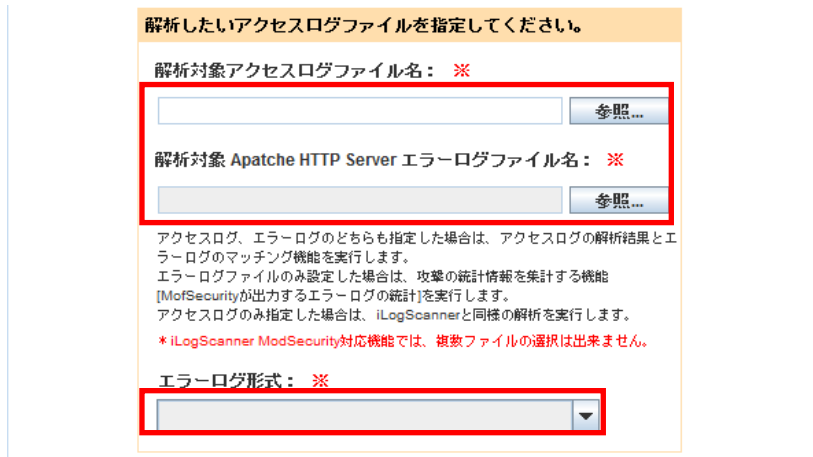 解析したいアクセスログファイルを指定してください。
解析対象アクセスログファイル名： ※
参照...
解析対象 Apatche HTTP Server エラーログファイル名： ※
参照...
アクセスログ、エラーログのどちらも指定した場合は、アクセスログの解析結果とエ
ラーログのマッチング機能を実行します。
エラーログファイルのみ設定した場合は、攻撃の統計情報を集計する機能
[MofSecurityが出力するエラーログの統計]を実行します。
アクセスログのみ指定した場合は、iLogScannerと同様の解析を実行します。
* iLogScanner ModSecurity対応機能では、複数ファイルの選択は出来ません。
エラーログ形式： ※